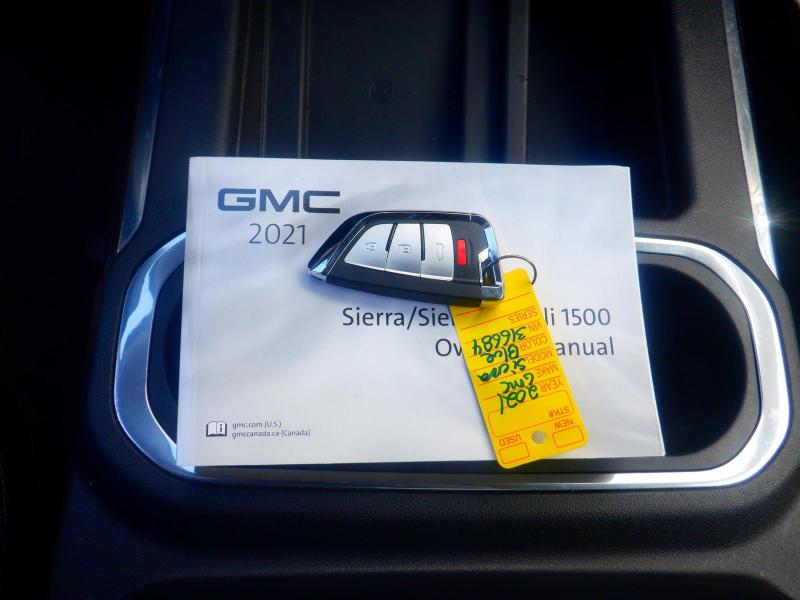 GMC
2021
Sierra/Sie li 1500
Ow anual
gmc.com (U.S.)
gmccanada.ca (Canada)
NEW
USED
STK#
YEAR 2021
MAKE GMC
MODEL Sierra
COLOR Blue
VIN 316684
SERIES